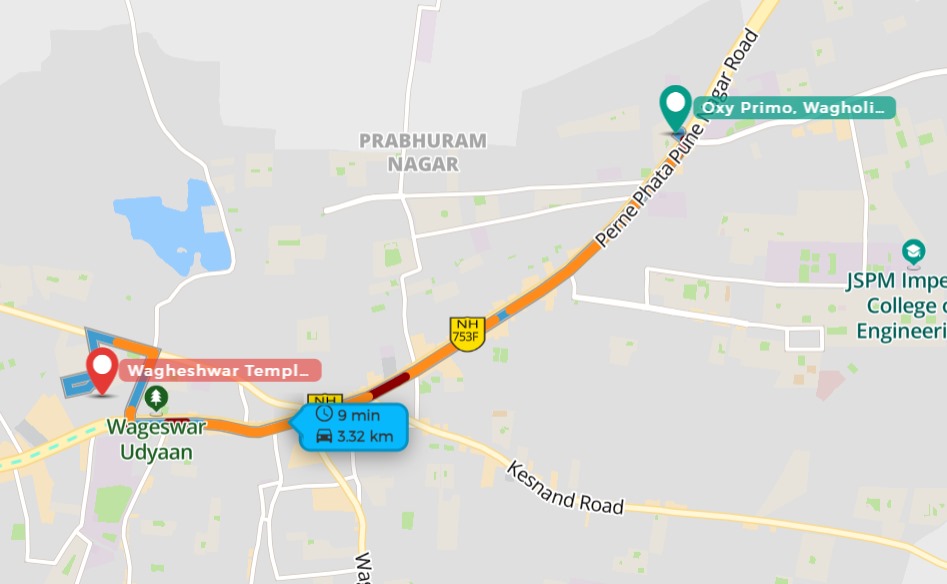 Oxy Primo, Wagholi...
Perne Phata Pune Nagar Road
PRABHURAM
NAGAR
JSPM Impe
College o
Engineeri
NH
753F
Wagheshwar Templ...
NH
9 min
3.32 km
Wageswar
Udyaan
Kesnand Road
Wag